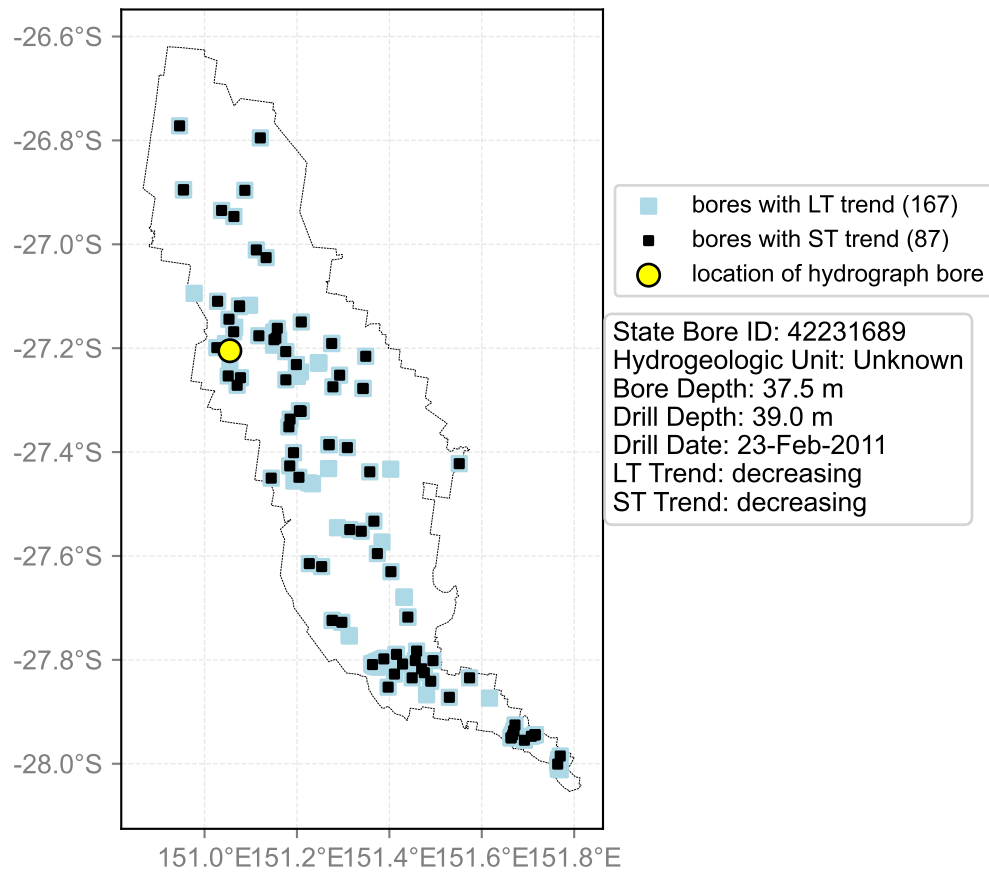 -26.6°S
-26.8°S
-27.0°S
-27.2°S
-27.4°S
-27.6°S
-27.8°S
-28.0°S
151.0°E151.2°E151.4°E151.6°E151.8°E
bores with LT trend (167)
bores with ST trend (87)
location of hydrograph bore
State Bore ID: 42231689
Hydrogeologic Unit: Unknown
Bore Depth: 37.5 m
Drill Depth: 39.0 m
Drill Date: 23-Feb-2011
LT Trend: decreasing
ST Trend: decreasing